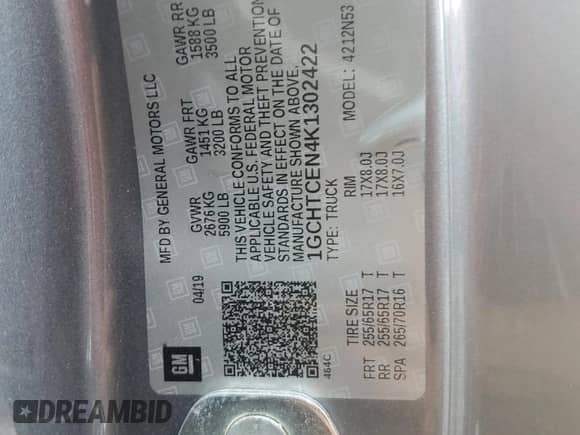 MFD BY GENERAL MOTORS LLC
04/19
GVWR GAWR FRT GAWR RR
2676 KG 1451 KG 1588 KG
5900 LB 3200 LB 3500 LB
THIS VEHICLE CONFORMS TO ALL
APPLICABLE U.S. FEDERAL MOTOR
VEHICLE SAFETY AND THEFT PREVENTION
STANDARDS IN EFFECT ON THE DATE OF
MANUFACTURE SHOWN ABOVE.
1GCHTCEN4K1302422
TYPE: TRUCK MODEL: 4212N53
GM
464C
TIRE SIZE RIM
FRT 255/65R17 T 17X8.0J
RR 255/65R17 T 17X8.0J
SPA 265/70R16 T 16X7.0J
DREAMBID